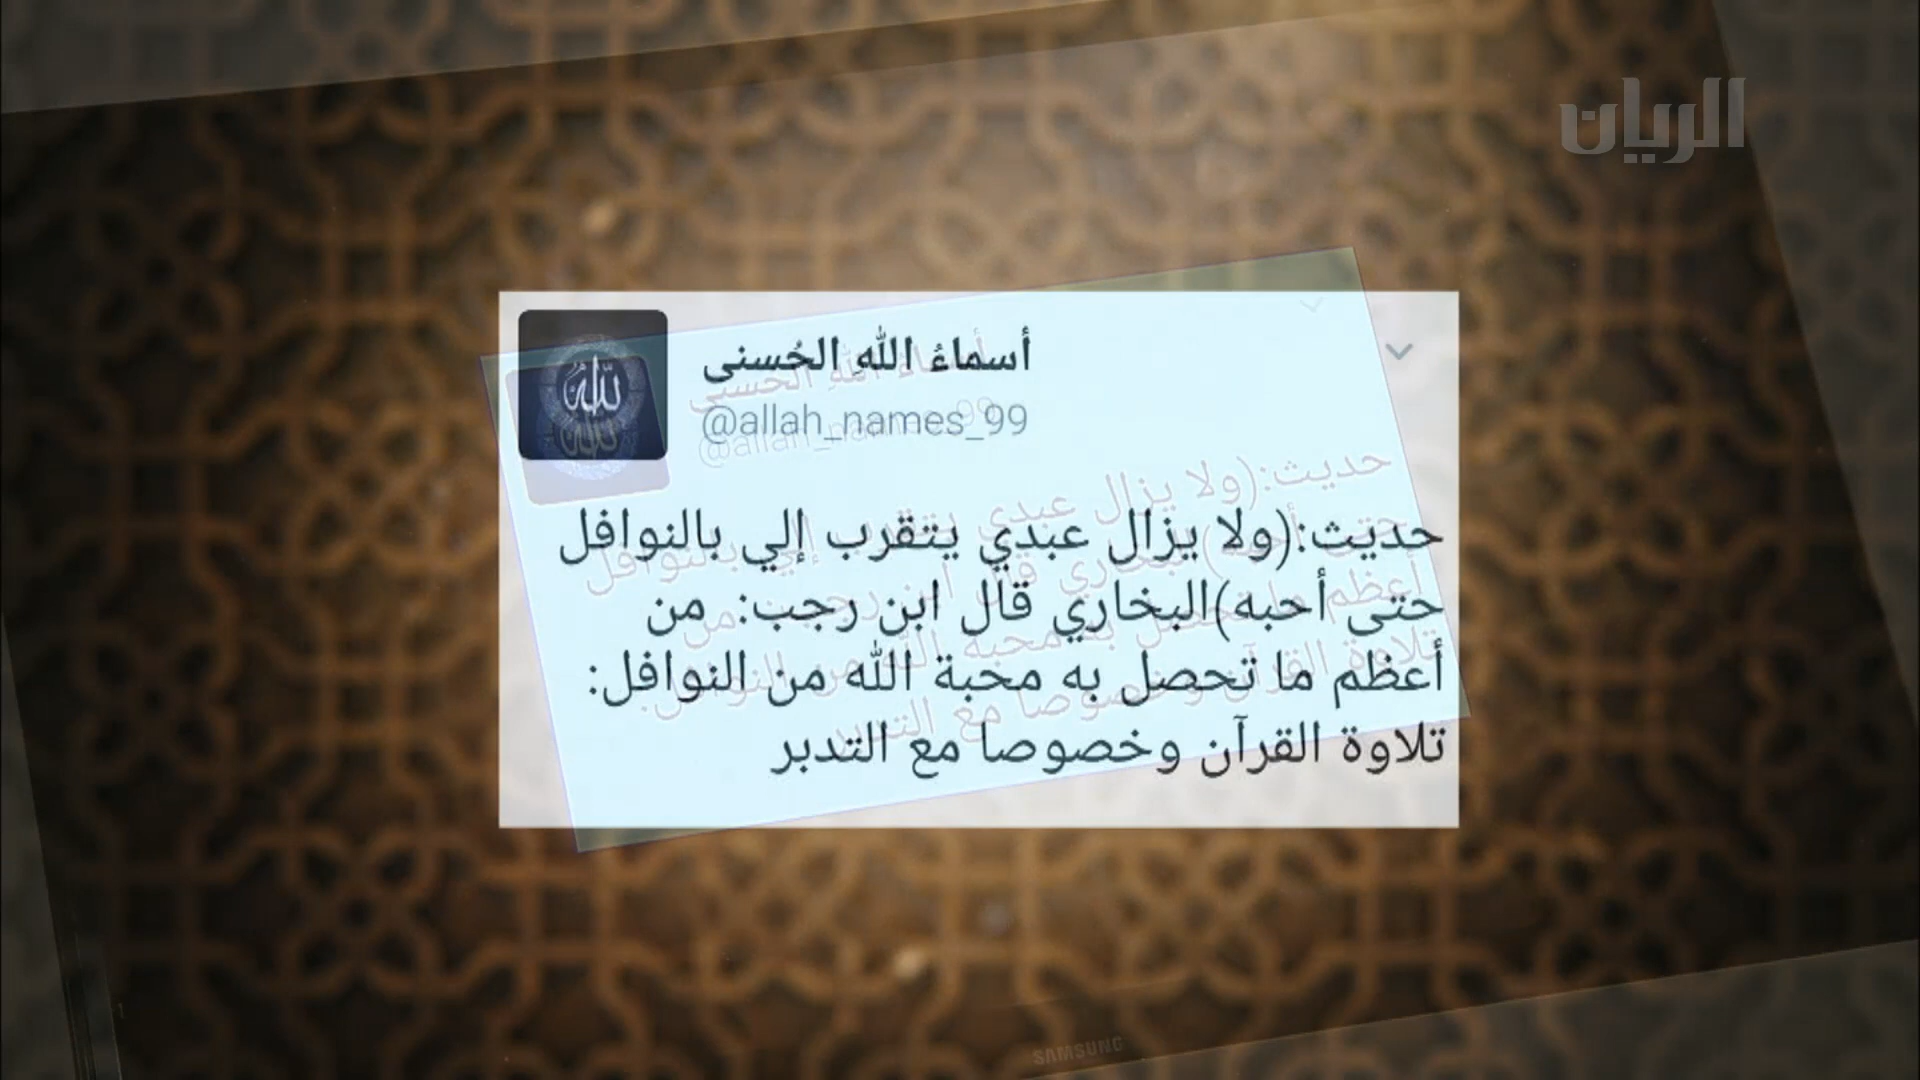 الريان
أسماءُ اللهِ الحُسنى
@allah_names_99
حديث:(ولا يزال عبدي يتقرب إلي بالنوافل
حتى أحبه)البخاري قال ابن رجب: من
أعظم ما تحصل به محبة الله من النوافل:
تلاوة القرآن وخصوصا مع التدبر
SAMSUNG